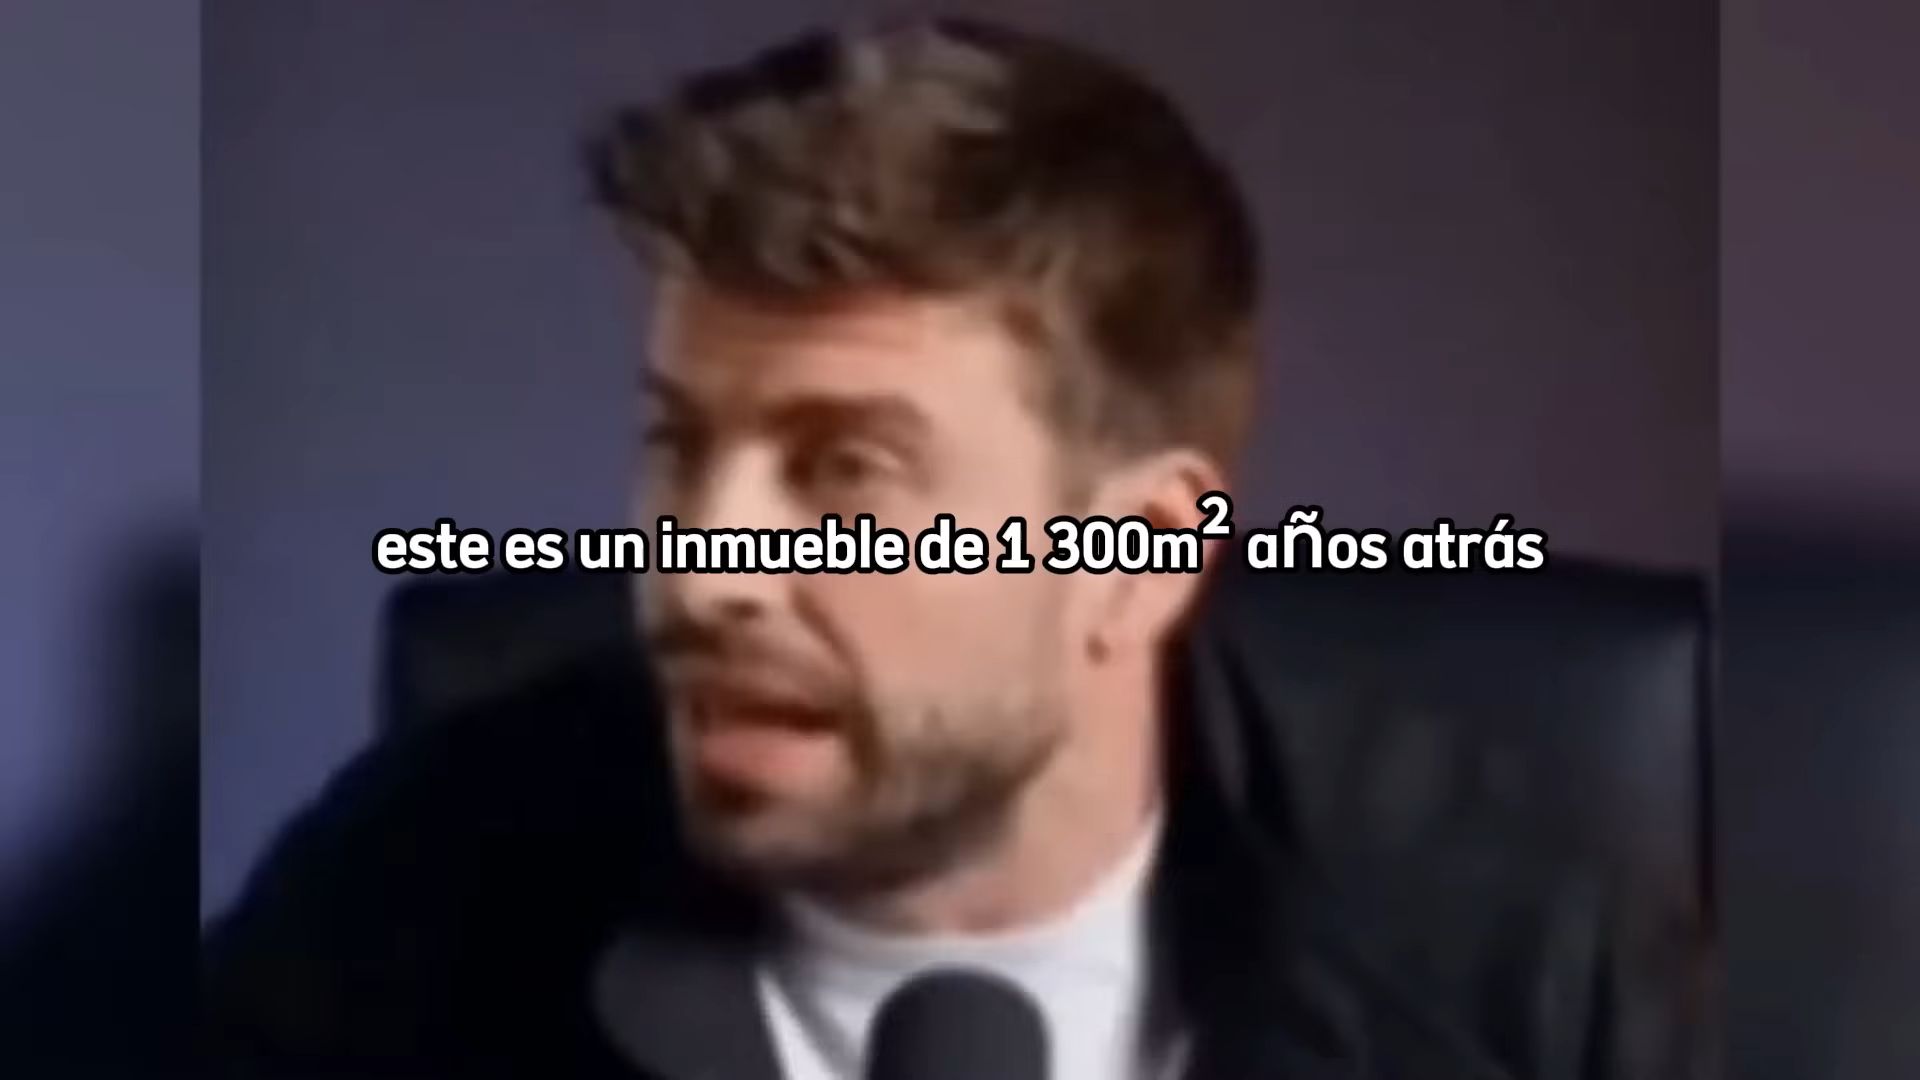 este es un inmueble de 1 300m² años atrás